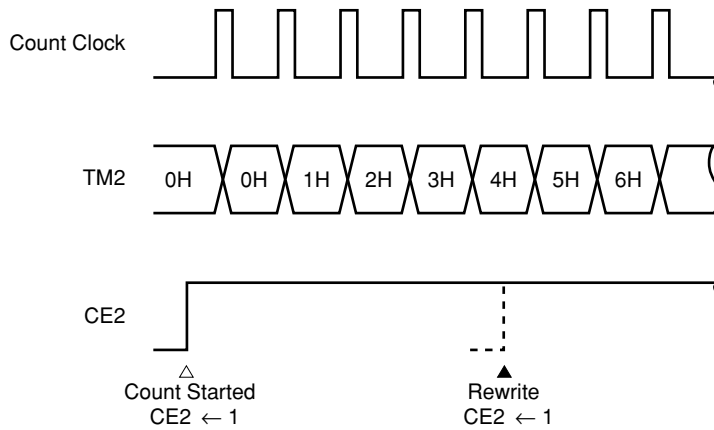 Count Clock
TM2 0H 0H 1H 2H 3H 4H 5H 6H
CE2
Count Started
CE2 ← 1
Rewrite
CE2 ← 1